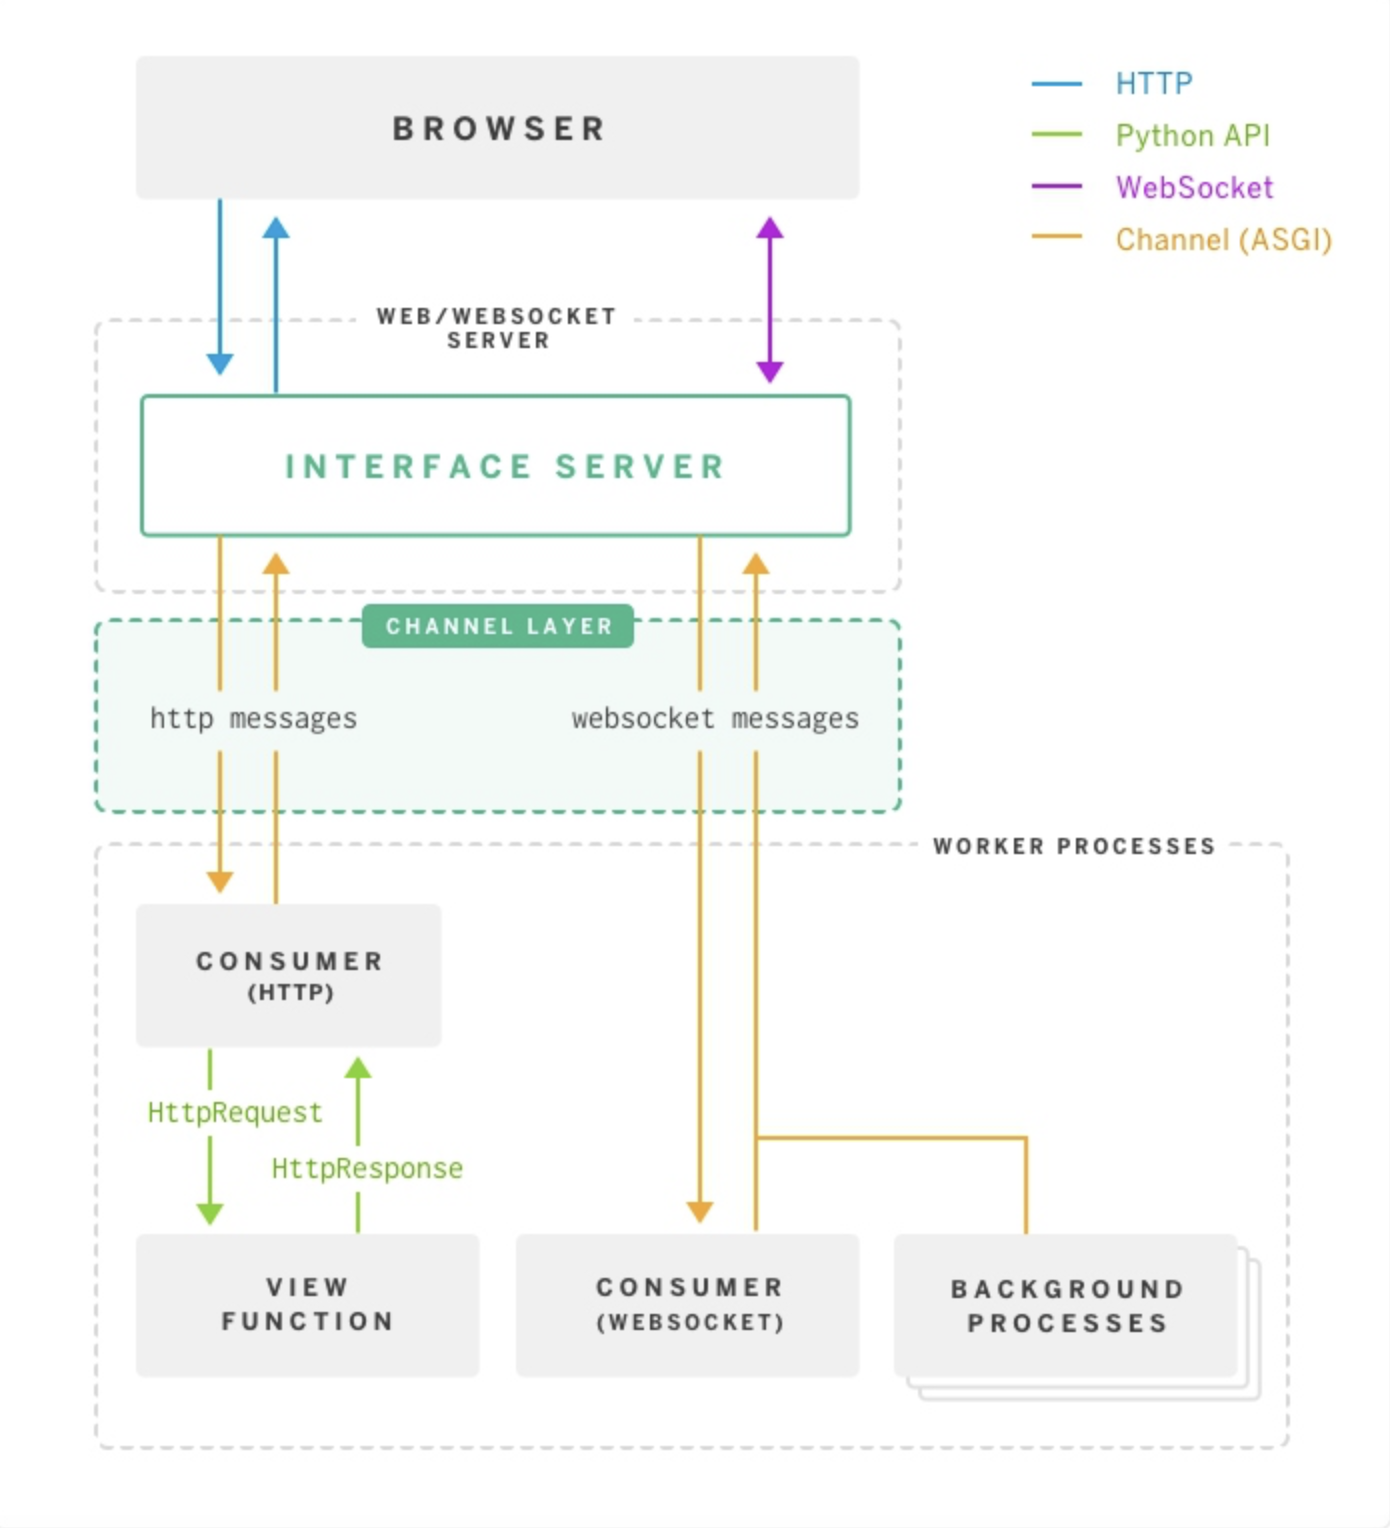 BROWSER
HTTP
Python API
WebSocket
Channel (ASGI)
WEB/WEBSOCKET
SERVER
INTERFACE SERVER
CHANNEL LAYER
http messages
websocket messages
WORKER PROCESSES
CONSUMER
(HTTP)
HttpRequest
HttpResponse
VIEW
FUNCTION
CONSUMER
(WEBSOCKET)
BACKGROUND
PROCESSES